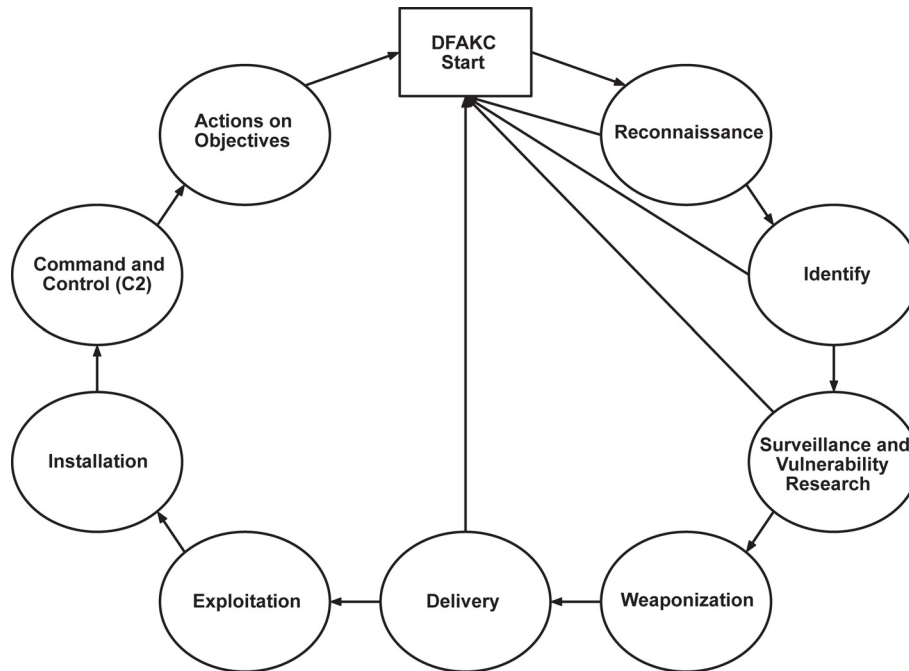 DFAKC
Start
Reconnaissance
Identify
Surveillance and
Vulnerability
Research
Weaponization
Delivery
Exploitation
Installation
Command and
Control (C2)
Actions on
Objectives